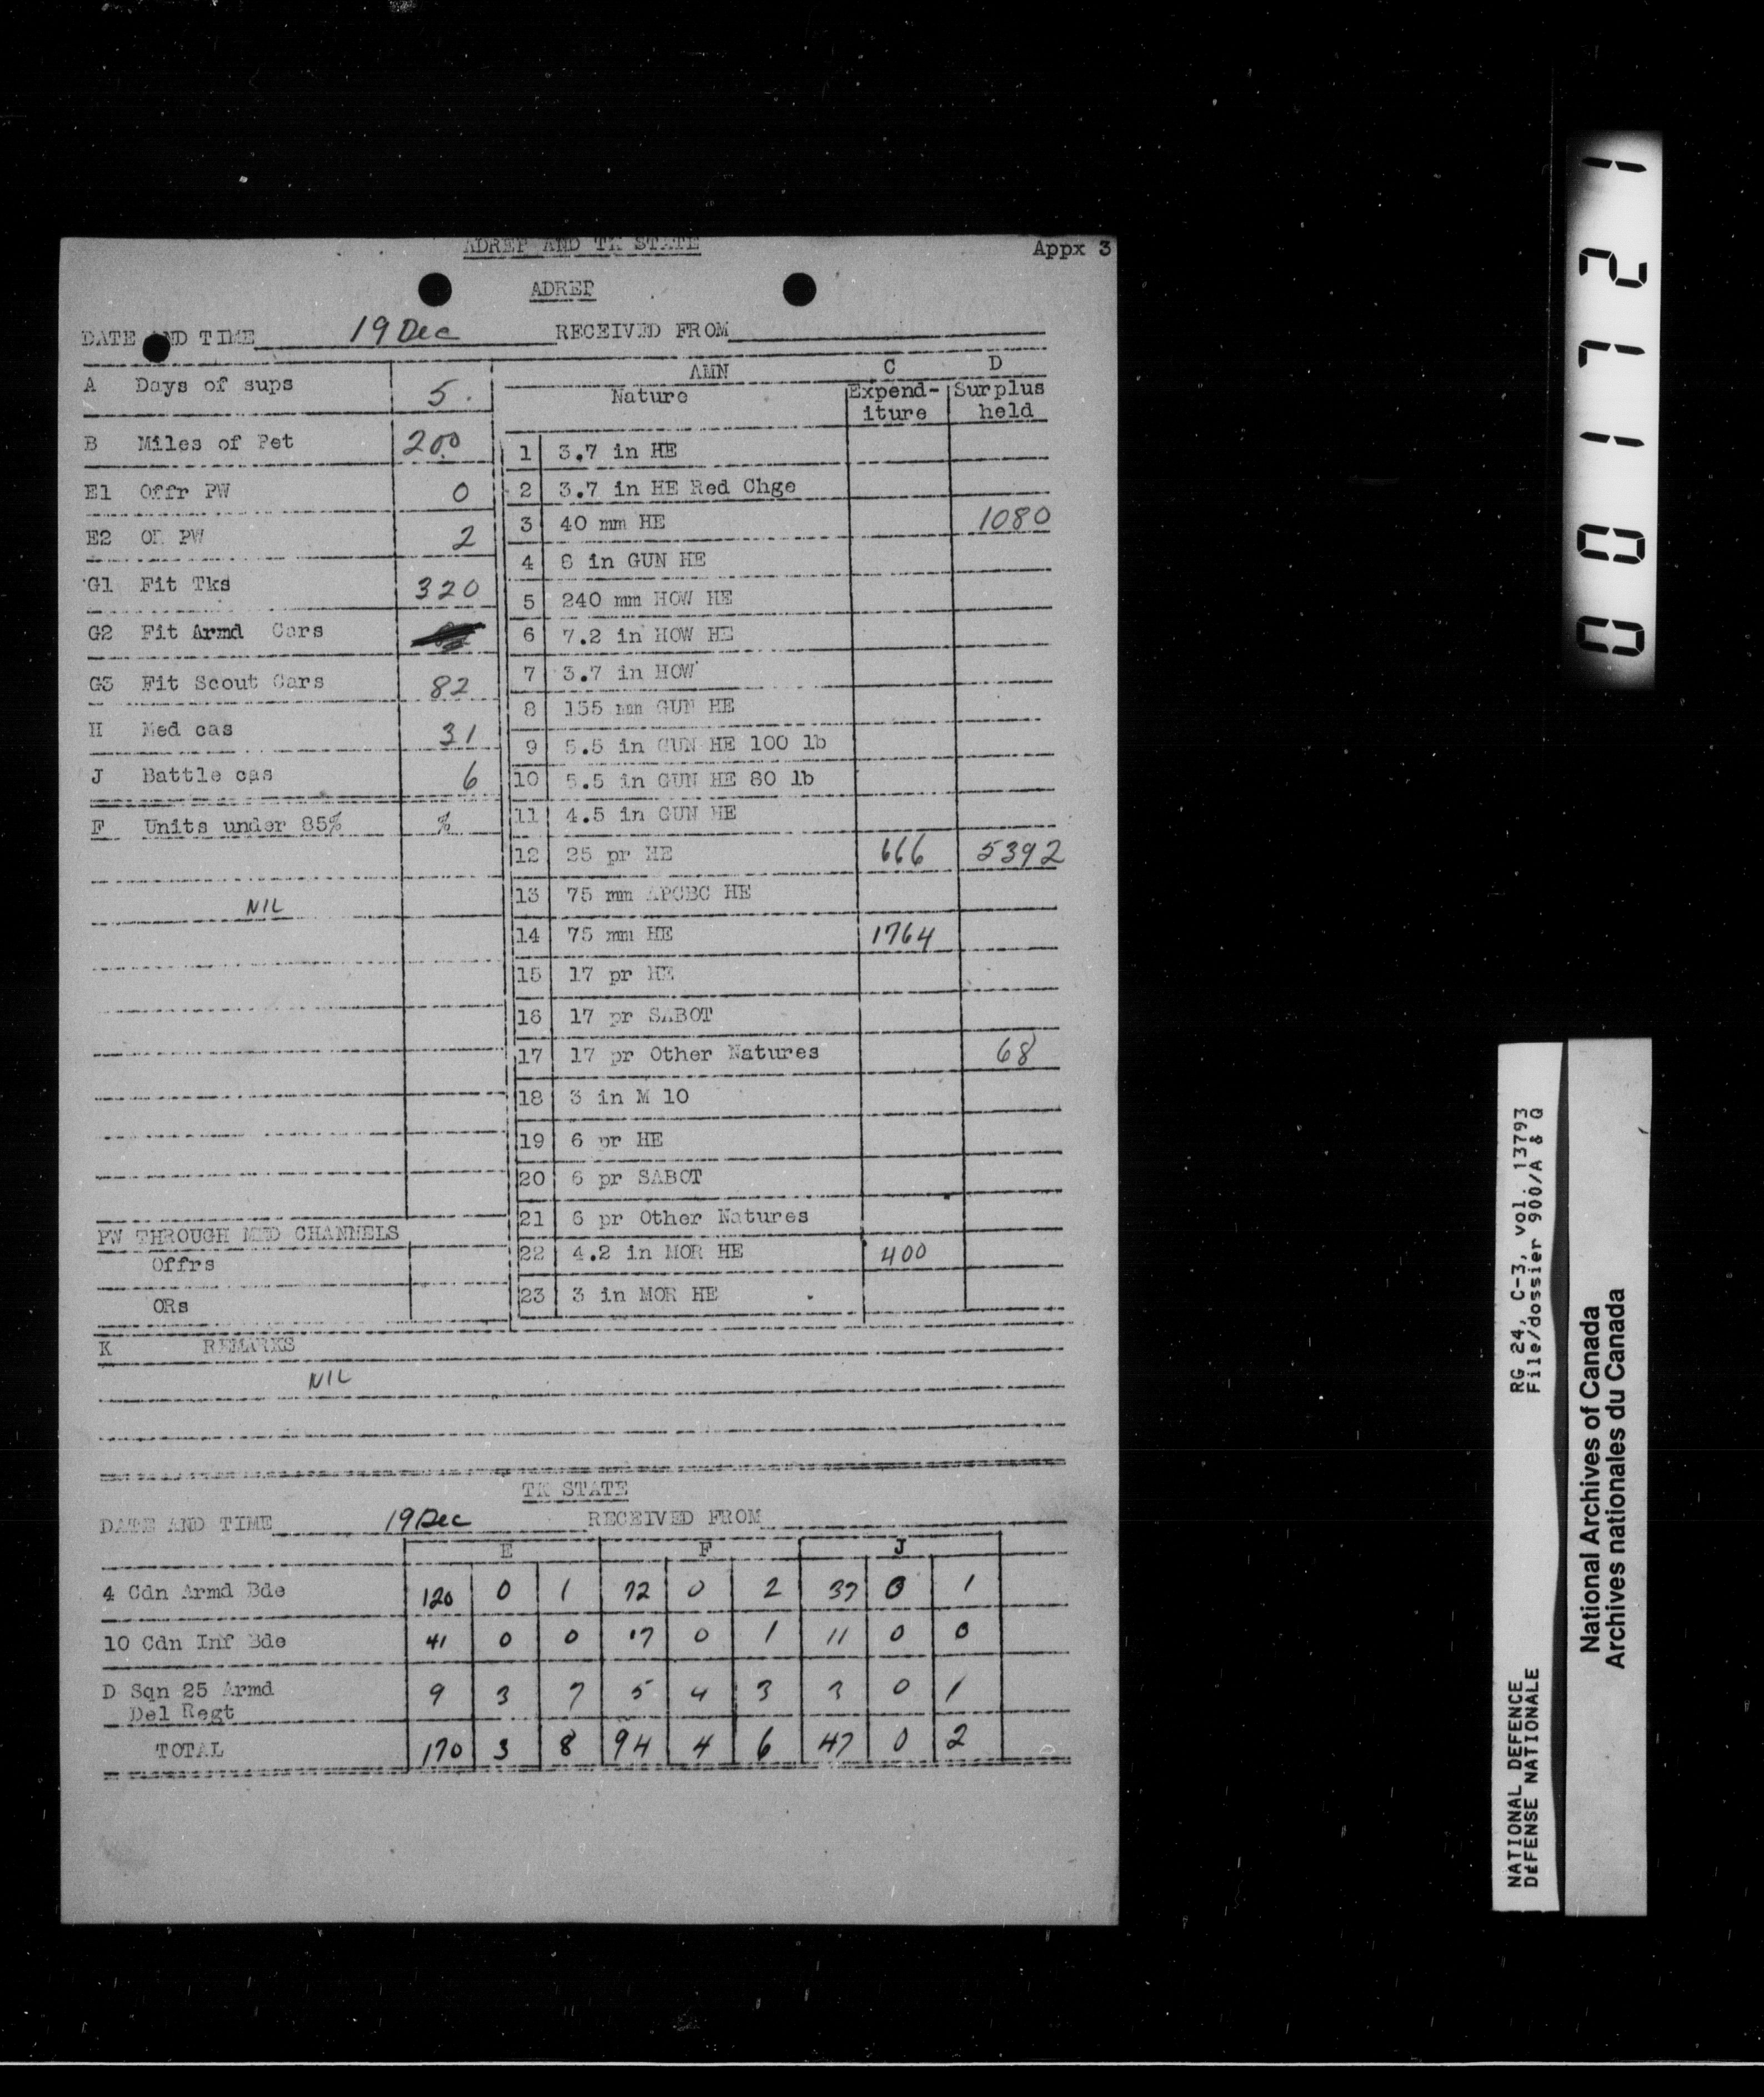 ADREP AND TK STATE
Appx 3
ADREP
DATE AND TIME 19 Dec RECEIVED FROM
A Days of sups 5.
B Miles of Pet 200
E1 Offr PW 0
E2 OR PW 2
G1 Fit Tks 320
G2 Fit Armd Cars
G3 Fit Scout Cars 82
H Med cas 31
J Battle cas 6
F Units under 85% %
NIL
PW THROUGH MED CHANNELS
Offrs
ORs
AMN C D
Nature Expend- Surplus
iture held
1 3.7 in HE
2 3.7 in HE Red Chge
3 40 mm HE 1080
4 8 in GUN HE
5 240 mm HOW HE
6 7.2 in HOW HE
7 3.7 in HOW
8 155 mm GUN HE
9 5.5 in GUN HE 100 lb
10 5.5 in GUN HE 80 lb
11 4.5 in GUN HE
12 25 pr HE 666 5392
13 75 mm APCBC HE
14 75 mm HE 1764
15 17 pr HE
16 17 pr SABOT
17 17 pr Other Natures 68
18 3 in M 10
19 6 pr HE
20 6 pr SABOT
21 6 pr Other Natures
22 4.2 in MOR HE 400
23 3 in MOR HE
K REMARKS
NIL
TK STATE
DATE AND TIME 19 Dec RECEIVED FROM
E F J
4 Cdn Armd Bde 120 0 1 72 0 2 37 0 1
10 Cdn Inf Bde 41 0 0 17 0 1 11 0 0
D Sqn 25 Armd 9 3 7 5 4 3 3 0 1
Del Regt
TOTAL 170 3 8 94 4 6 47 0 2
001721
NATIONAL DEFENCE RG 24, C-3, vol. 13793
DÉFENSE NATIONALE File/dossier 900/A & Q
National Archives of Canada
Archives nationales du Canada